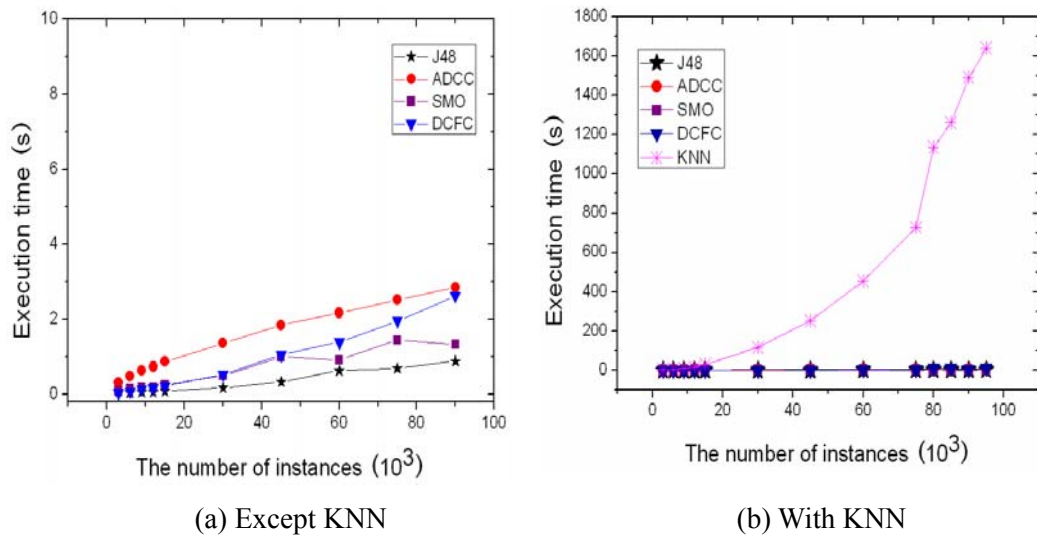 10
8
6
4
2
0
Execution time (s)
J48
ADCC
SMO
DCFC
0 20 40 60 80 100
The number of instances (10³)
(a) Except KNN
1800
1600
1400
1200
1000
800
600
400
200
0
Execution time (s)
J48
ADCC
SMO
DCFC
KNN
0 20 40 60 80 100
The number of instances (10³)
(b) With KNN